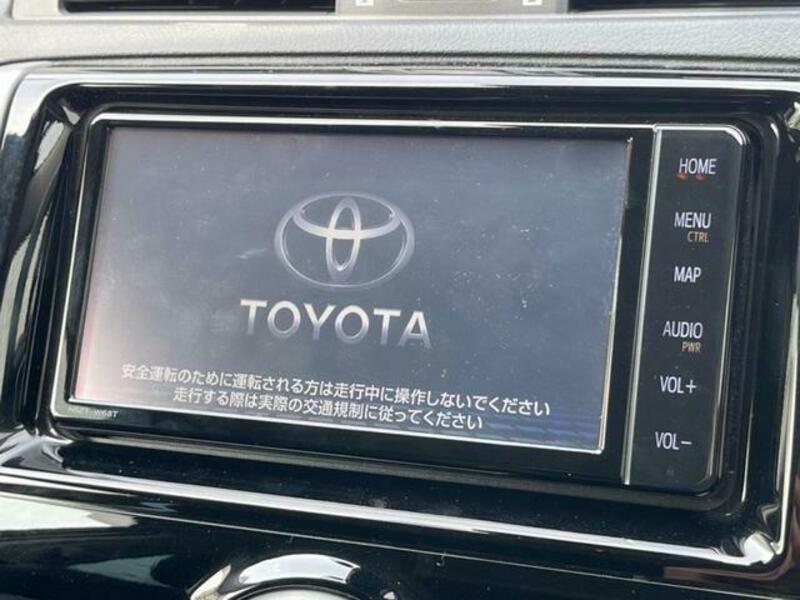 TOYOTA
安全運転のために運転される方は走行中に操作しないでください
走行する際は実際の交通規制に従ってください
NSZT-W68T
HOME
MENU
CTRL
MAP
AUDIO
PWR
VOL+
VOL-